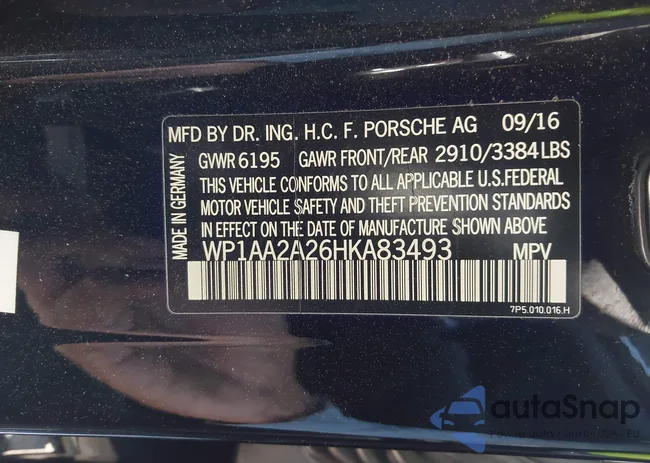 MFD BY DR. ING. H.C. F. PORSCHE AG 09/16
GVWR 6195 GAWR FRONT/REAR 2910/3384 LBS
THIS VEHICLE CONFORMS TO ALL APPLICABLE U.S.FEDERAL
MOTOR VEHICLE SAFETY AND THEFT PREVENTION STANDARDS
IN EFFECT ON THE DATE OF MANUFACTURE SHOWN ABOVE
WP1AA2A26HKA83493 MPV
MADE IN GERMANY
7P5.010.016.H
autoSnap